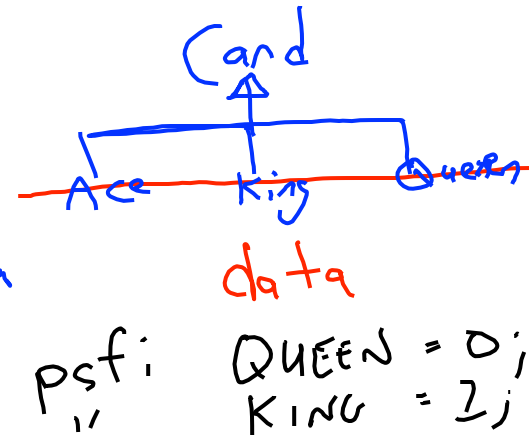 Card
Ace King Queen
data
psfi QUEEN = 0;
" KING = 1;